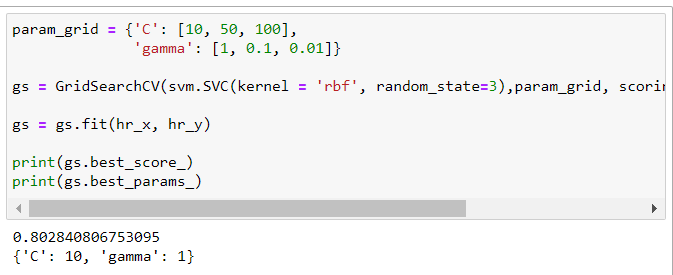 param_grid = {'C': [10, 50, 100],
'gamma': [1, 0.1, 0.01]}
gs = GridSearchCV(svm.SVC(kernel = 'rbf', random_state=3),param_grid,
gs = gs.fit(hr_x, hr_y)
print(gs.best_score_)
print(gs.best_params_)
0.802840806753095
{'C': 10, 'gamma': 1}